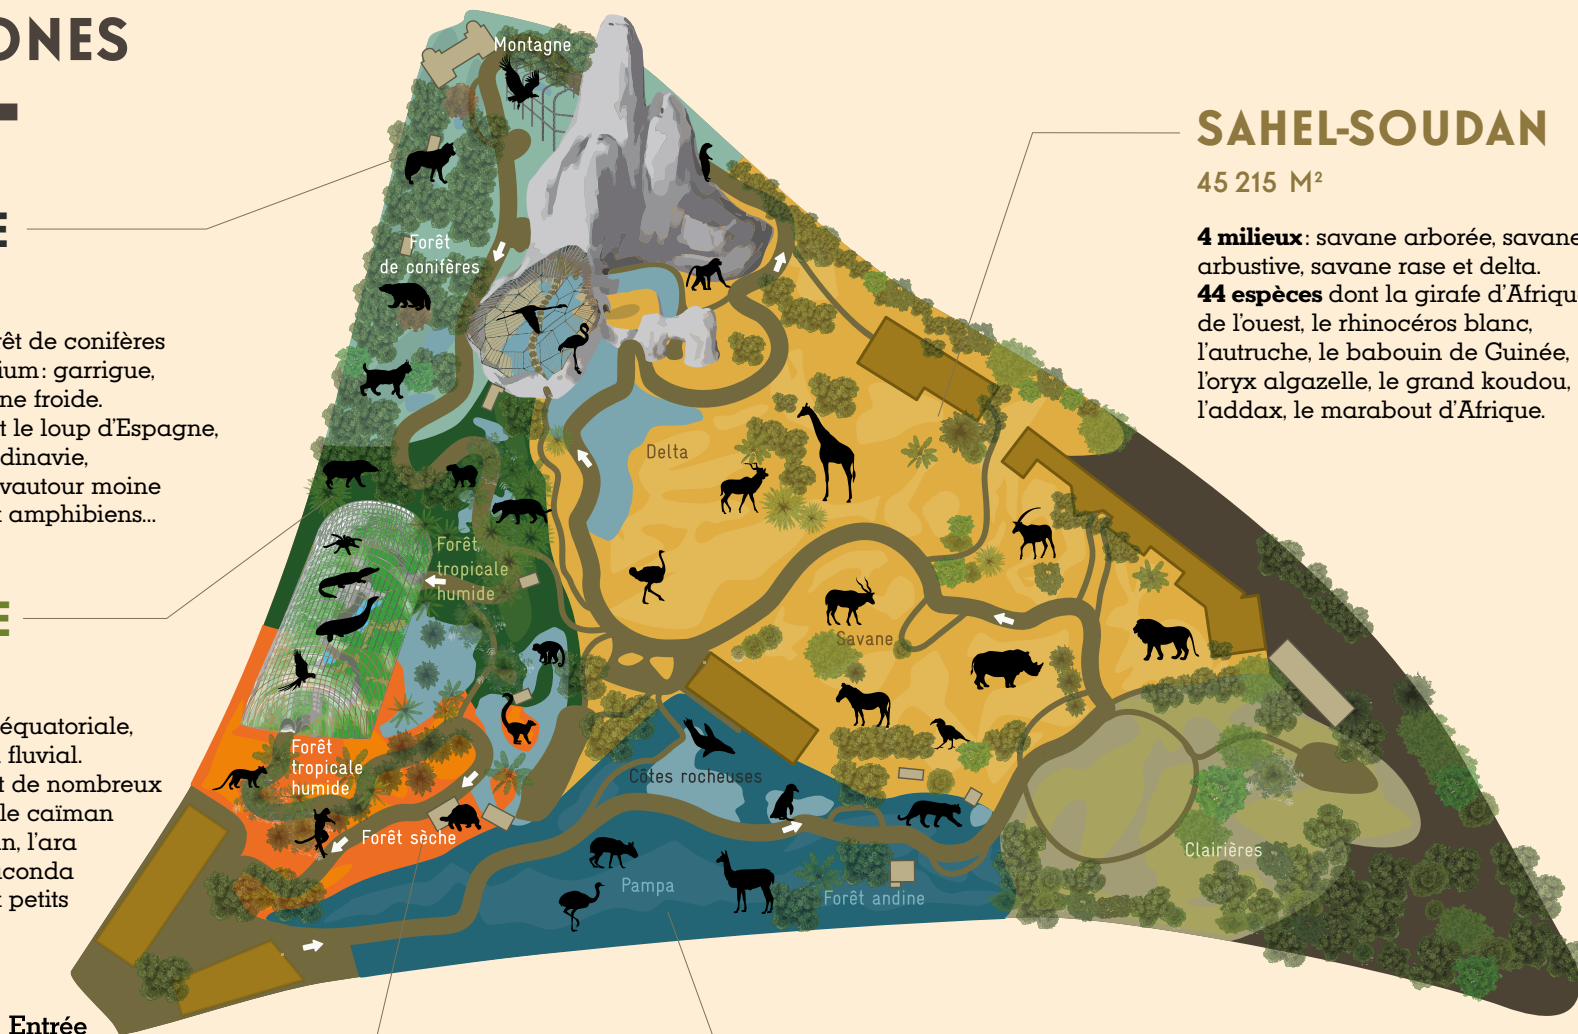 ONES
E
rêt de conifères
ium : garrigue,
ne froide.
t le loup d’Espagne,
dinavie,
vautour moine
t amphibiens...
E
équatoriale,
fluvial.
t de nombreux
le caïman
n, l’ara
aconda
t petits
Entrée
Montagne
Forêt
de conifères
Delta
Forêt
tropicale
humide
Savane
Forêt
tropicale
humide
Forêt sèche
Côtes rocheuses
Pampa
Forêt andine
Clairières
SAHEL-SOUDAN
45 215 M²
4 milieux : savane arborée, savane
arbustive, savane rase et delta.
44 espèces dont la girafe d’Afriqu
de l’ouest, le rhinocéros blanc,
l’autruche, le babouin de Guinée,
l’oryx algazelle, le grand koudou,
l’addax, le marabout d’Afrique.